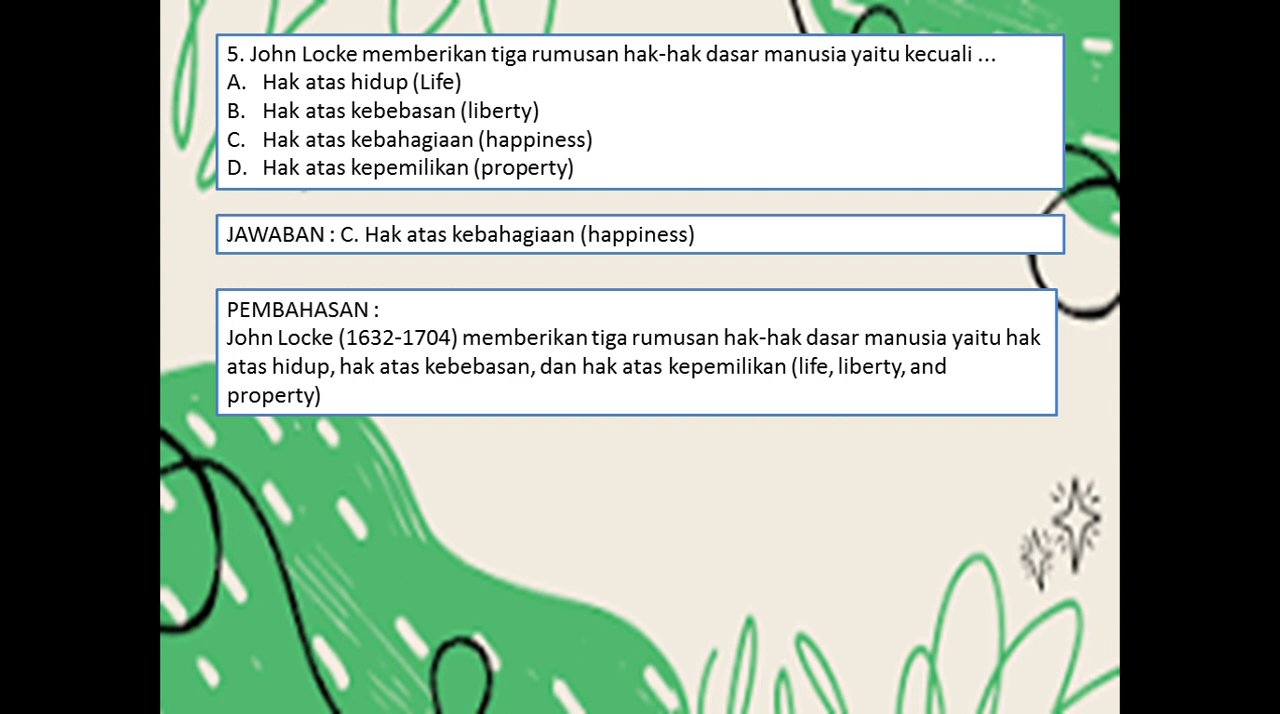 5. John Locke memberikan tiga rumusan hak-hak dasar manusia yaitu kecuali ...
A. Hak atas hidup (Life)
B. Hak atas kebebasan (liberty)
C. Hak atas kebahagiaan (happiness)
D. Hak atas kepemilikan (property)
JAWABAN : C. Hak atas kebahagiaan (happiness)
PEMBAHASAN :
John Locke (1632-1704) memberikan tiga rumusan hak-hak dasar manusia yaitu hak
atas hidup, hak atas kebebasan, dan hak atas kepemilikan (life, liberty, and
property)